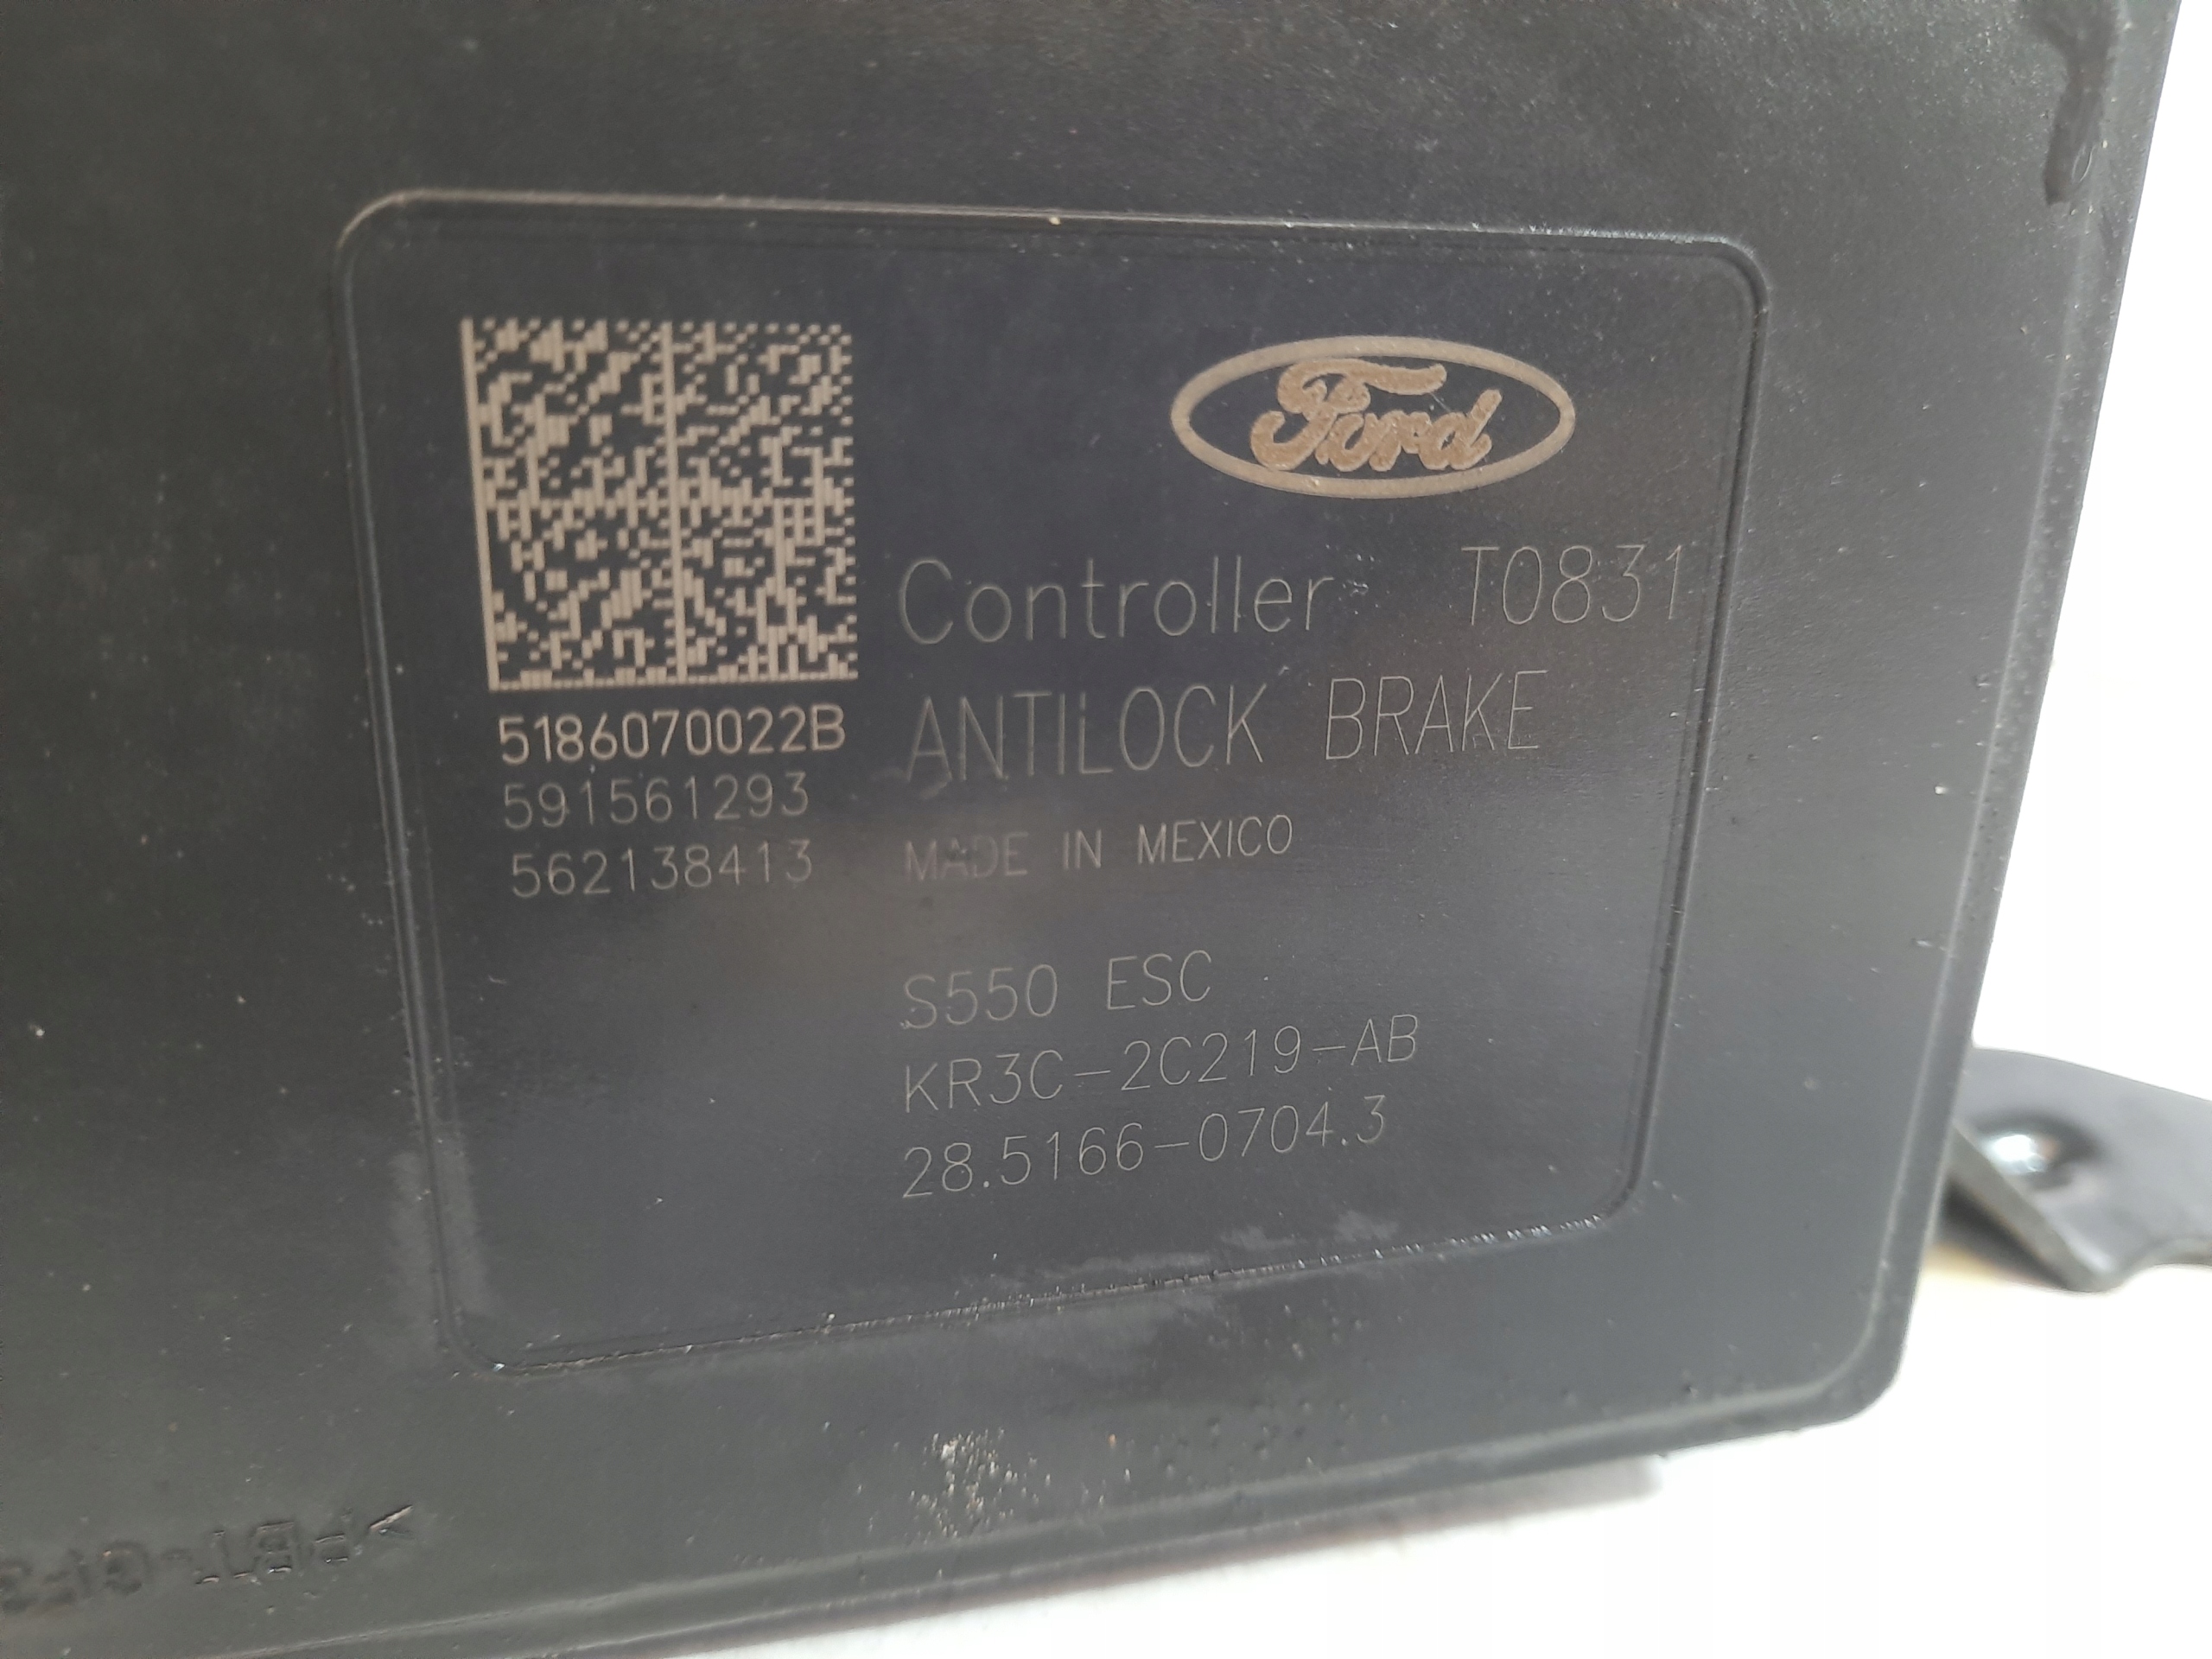 Ford
Controller T0831
ANTILOCK BRAKE
MADE IN MEXICO
5186070022B
591561293
562138413
S550 ESC
KR3C-2C219-AB
28.5166-0704.3